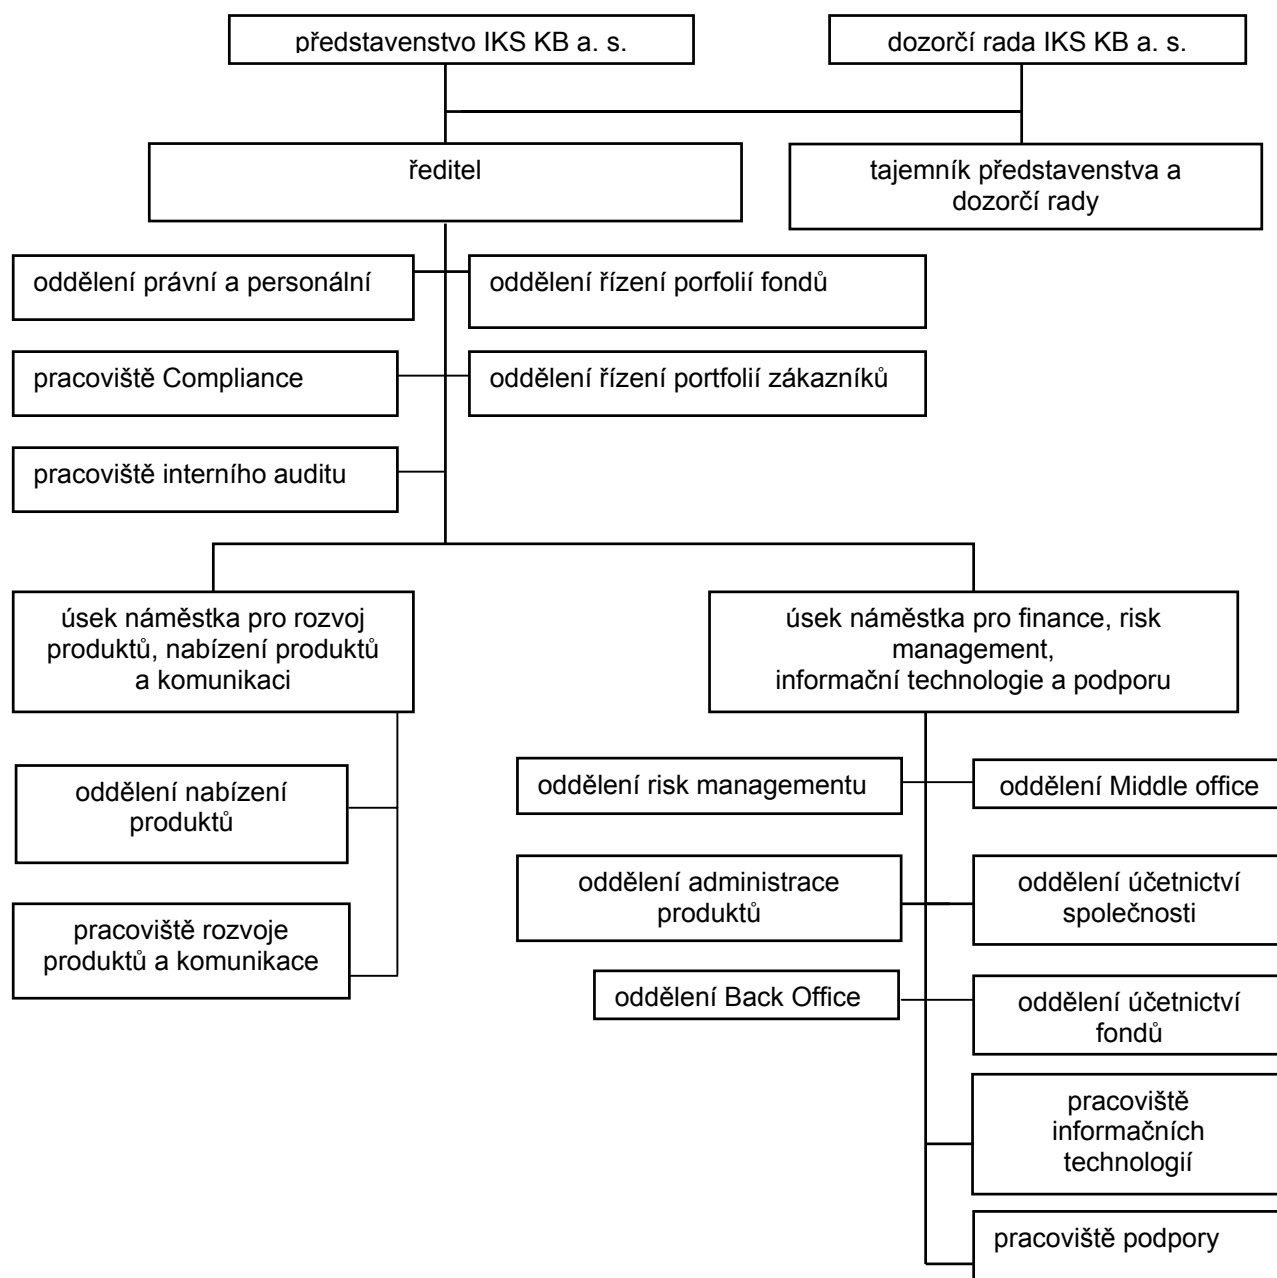 představenstvo IKS KB a. s.
dozorčí rada IKS KB a. s.
ředitel
tajemník představenstva a
dozorčí rady
oddělení právní a personální
oddělení řízení porfolií fondů
pracoviště Compliance
oddělení řízení portfolií zákazníků
pracoviště interního auditu
úsek náměstka pro rozvoj
produktů, nabízení produktů
a komunikaci
úsek náměstka pro finance, risk
management,
informační technologie a podporu
oddělení nabízení
produktů
pracoviště rozvoje
produktů a komunikace
oddělení risk managementu
oddělení Middle office
oddělení administrace
produktů
oddělení účetnictví
společnosti
oddělení Back Office
oddělení účetnictví
fondů
pracoviště
informačních
technologií
pracoviště podpory